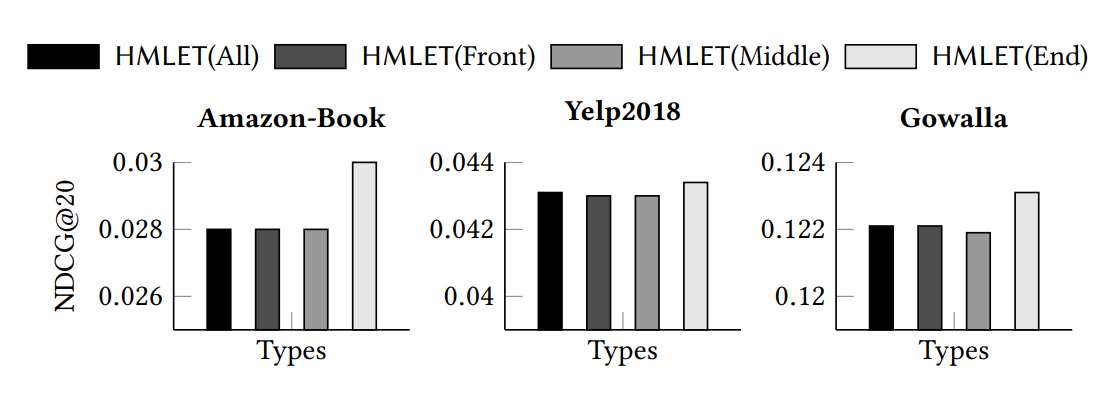 HMLET(All) HMLET(Front) HMLET(Middle) HMLET(End)
Amazon-Book
NDCG@20
0.03
0.028
0.026
Types
Yelp2018
0.044
0.042
0.04
Types
Gowalla
0.124
0.122
0.12
Types